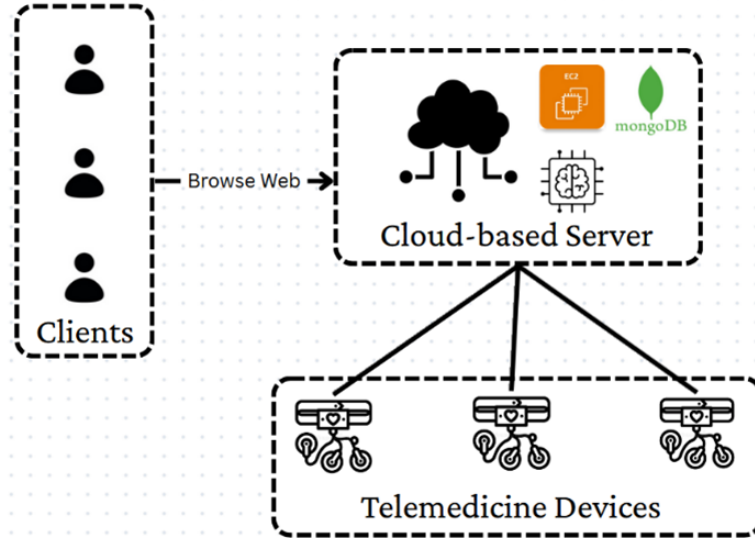 EC2
mongoDB
Browse Web
Cloud-based Server
Clients
Telemedicine Devices